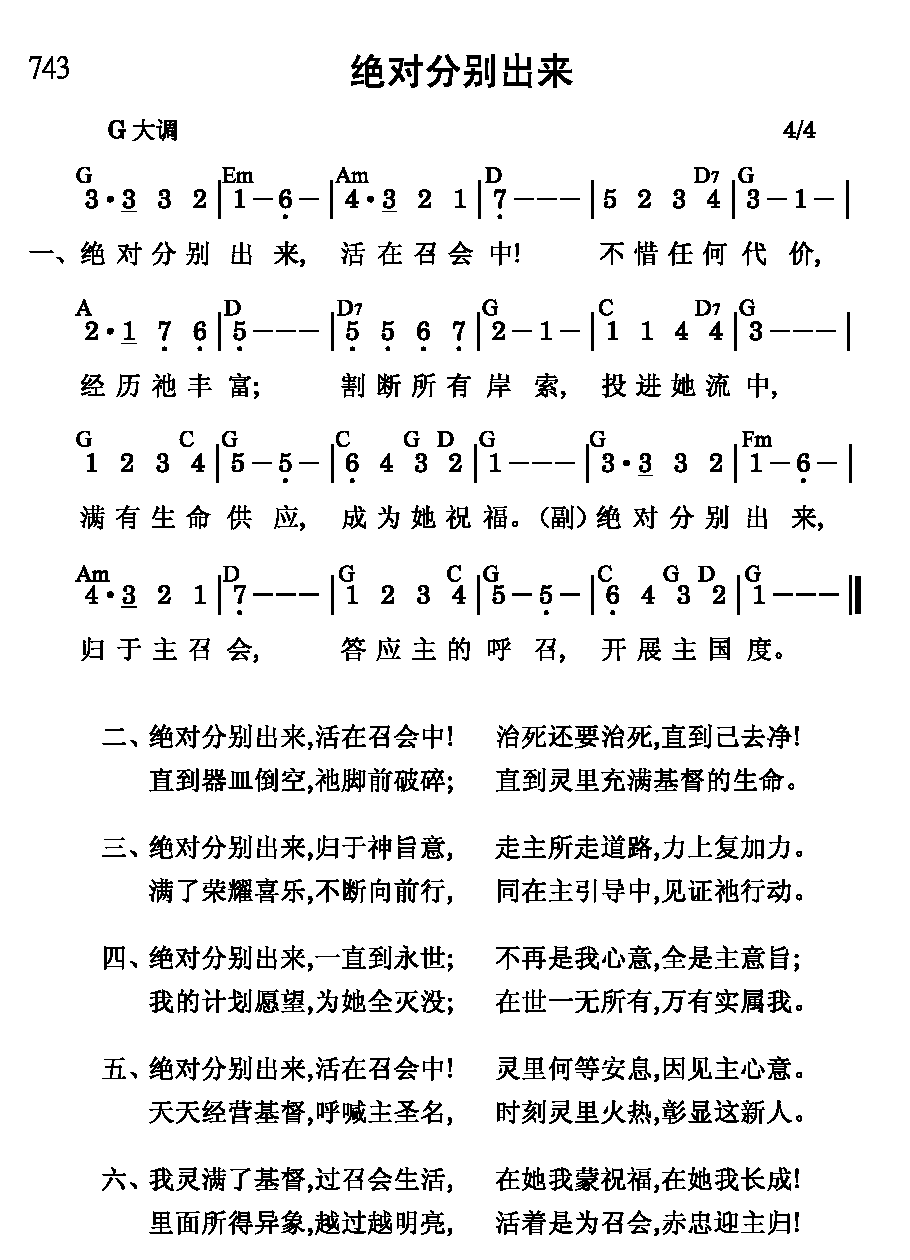 743
绝对分别出来
G 大调 4/4
G Em Am D D7 G
3·3 3 2|1－6－|4·3 2 1|7－－－|5 2 3 4|3－1－|
一、绝对分别出来, 活在召会中! 不惜任何代价,
A D D7 G C D7 G
2·1 7 6|5－－－|5 5 6 7|2－1－|1 1 4 4|3－－－|
经历祂丰富; 割断所有岸索, 投进她流中,
G C G C G D G G Fm
1 2 3 4|5－5－|6 4 3 2|1－－－|3·3 3 2|1－6－|
满有生命供应, 成为她祝福。（副）绝对分别出来,
Am D G C G C G D G
4·3 2 1|7－－－|1 2 3 4|5－5－|6 4 3 2|1－－－‖
归于主召会, 答应主的呼召, 开展主国度。
二、绝对分别出来,活在召会中! 治死还要治死,直到己去净!
直到器皿倒空,祂脚前破碎; 直到灵里充满基督的生命。
三、绝对分别出来,归于神旨意, 走主所走道路,力上复加力。
满了荣耀喜乐,不断向前行, 同在主引导中,见证祂行动。
四、绝对分别出来,一直到永世; 不再是我心意,全是主意旨;
我的计划愿望,为她全灭没; 在世一无所有,万有实属我。
五、绝对分别出来,活在召会中! 灵里何等安息,因见主心意。
天天经营基督,呼喊主圣名, 时刻灵里火热,彰显这新人。
六、我灵满了基督,过召会生活, 在她我蒙祝福,在她我长成!
里面所得异象,越过越明亮, 活着是为召会,赤忠迎主归!